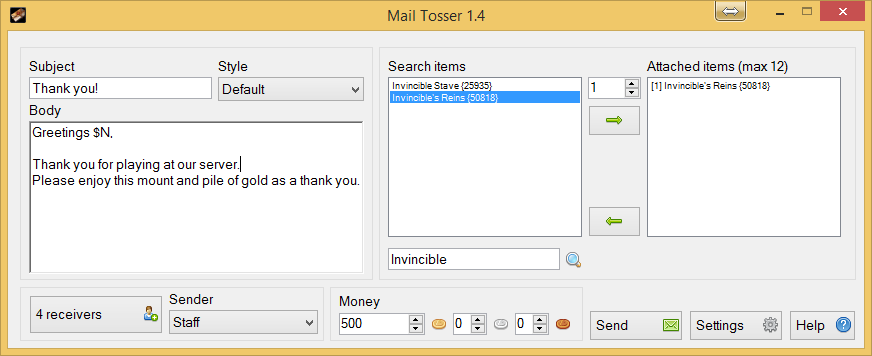 Mail Tosser 1.4
Subject
Style
Thank you!
Default
Body
Greetings $N,
Thank you for playing at our server.
Please enjoy this mount and pile of gold as a thank you.
Search items
Attached items (max 12)
Invincible Stave {25935}
Invincible's Reins {50818}
1
[1] Invincible's Reins {50818}
Invincible
4 receivers
Sender
Staff
Money
500
0
0
Send
Settings
Help